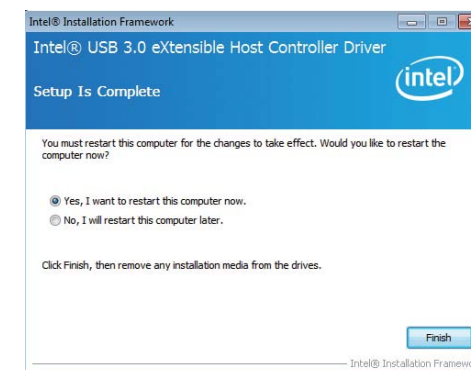 Intel® Installation Framework
Intel® USB 3.0 eXtensible Host Controller Driver
intel
Setup Is Complete
You must restart this computer for the changes to take effect. Would you like to restart the
computer now?
Yes, I want to restart this computer now.
No, I will restart this computer later.
Click Finish, then remove any installation media from the drives.
Finish
Intel® Installation